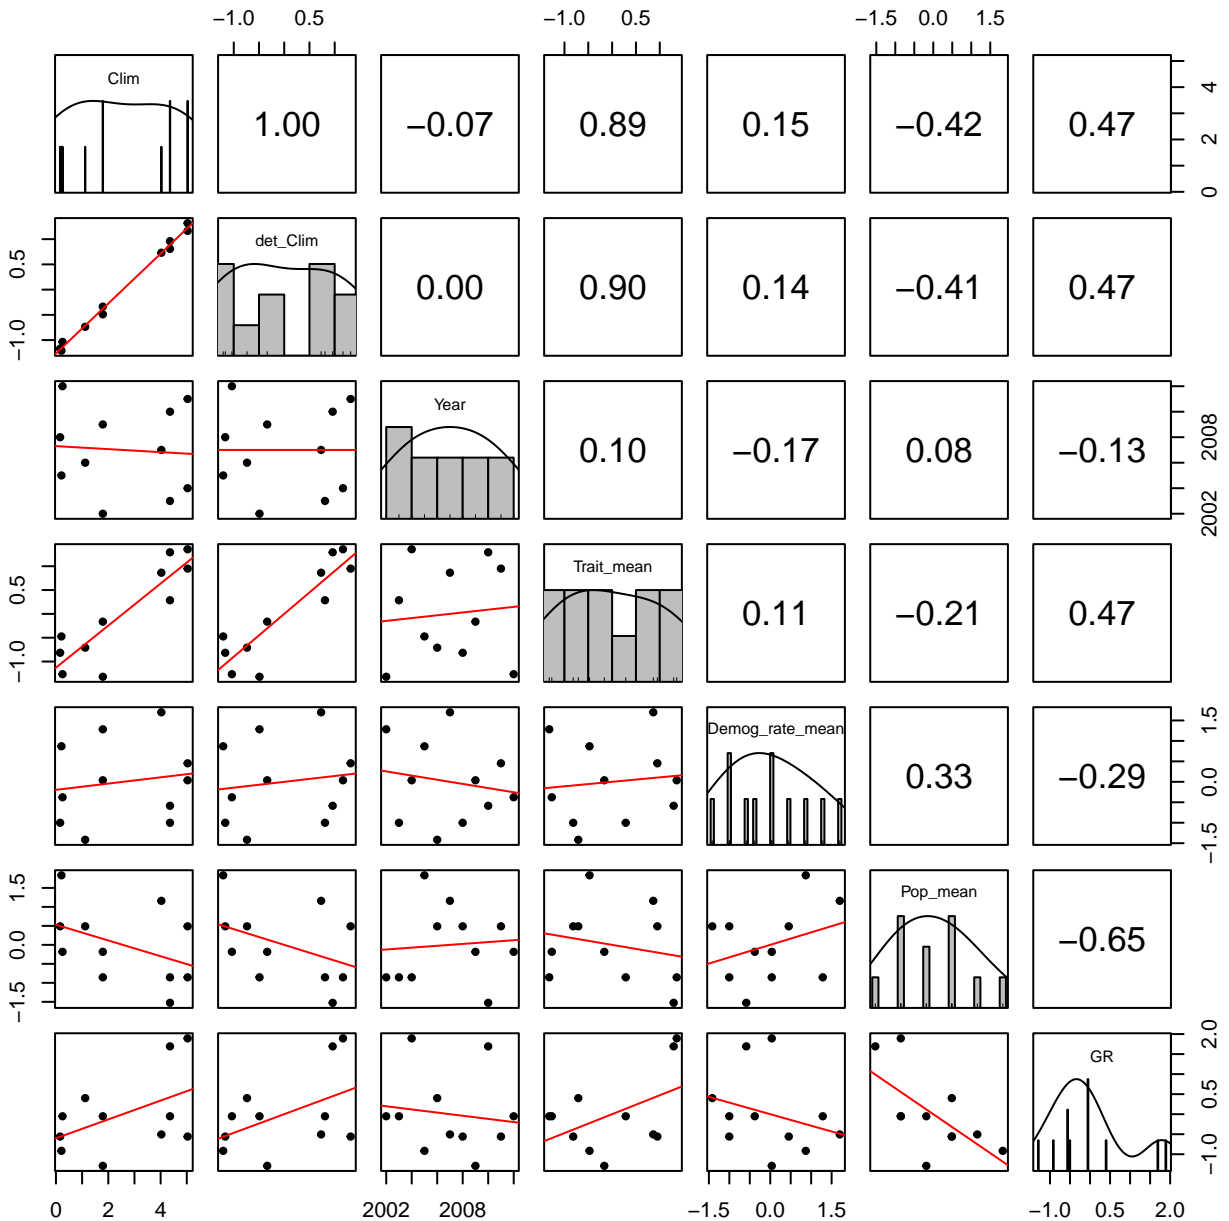 −1.0 0.5 −1.0 0.5 −1.5 0.0 1.5
Clim 1.00 −0.07 0.89 0.15 −0.42 0.47 0 2 4
−1.0 0.5 det_Clim 0.00 0.90 0.14 −0.41 0.47
Year 0.10 −0.17 0.08 −0.13 2002 2008
−1.0 0.5 Trait_mean 0.11 −0.21 0.47
Demog_rate_mean 0.33 −0.29 −1.5 0.0 1.5
−1.5 0.0 1.5 Pop_mean −0.65
GR −1.0 0.5 2.0
0 2 4 2002 2008 −1.5 0.0 1.5 −1.0 0.5 2.0